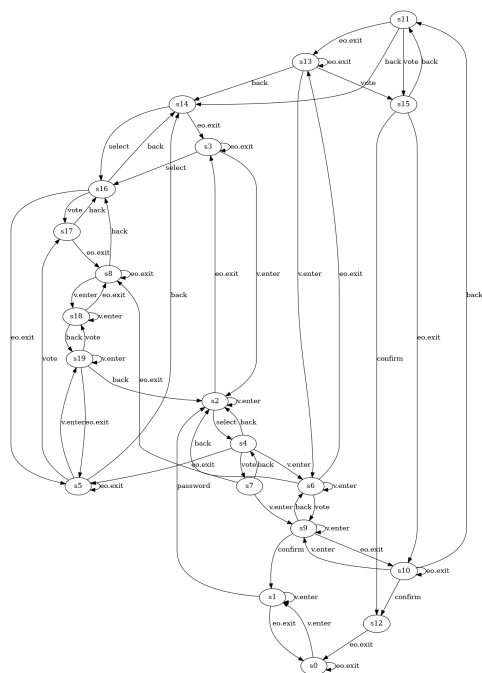 s11
eo.exit
s13
eo.exit
back
vote
back
back
vote
s14
s15
eo.exit
select
back
s3
eo.exit
select
s16
vote
back
s17
eo.exit
back
s8
eo.exit
eo.exit
v.enter
v.enter
eo.exit
back
v.enter
eo.exit
s18
v.enter
eo.exit
back
vote
confirm
eo.exit
vote
s19
v.enter
eo.exit
back
s2
v.enter
v.enter
eo.exit
select
back
back
s4
eo.exit
vote
back
v.enter
s5
eo.exit
password
s7
s6
v.enter
v.enter
back
vote
s9
v.enter
confirm
eo.exit
v.enter
s10
eo.exit
back
confirm
s1
v.enter
eo.exit
v.enter
s12
eo.exit
s0
eo.exit